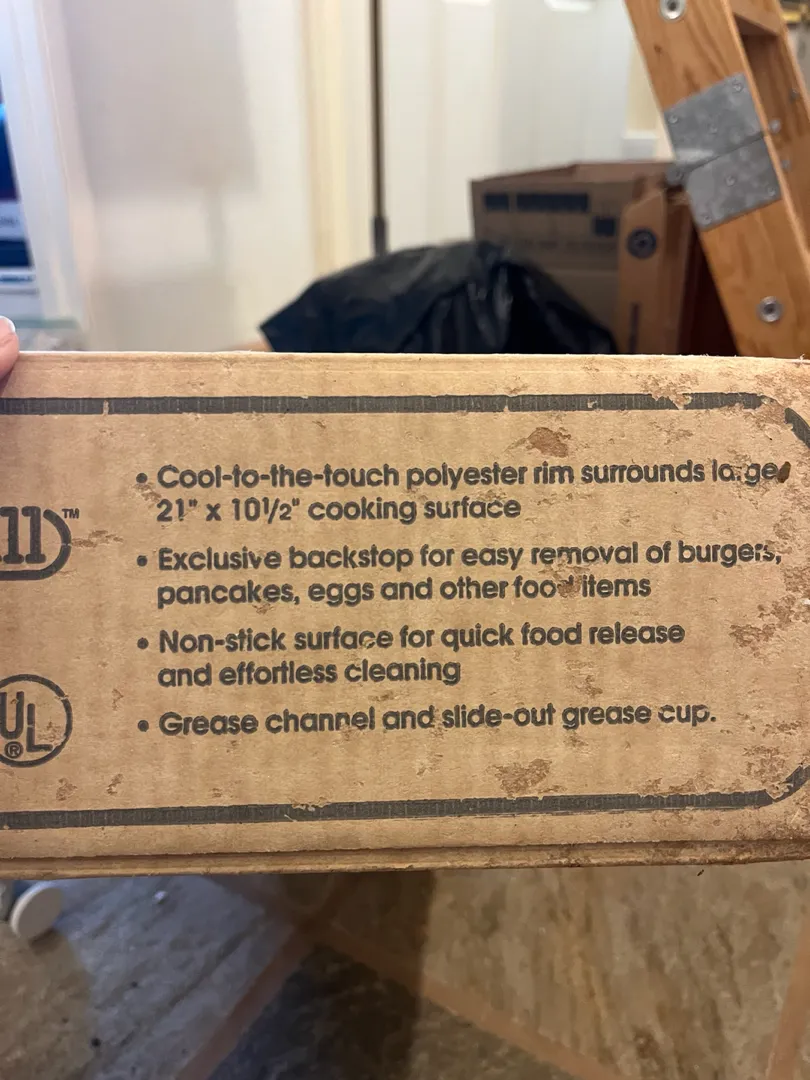 • Cool-to-the-touch polyester rim surrounds large
21" x 10½" cooking surface
• Exclusive backstop for easy removal of burgers,
pancakes, eggs and other food items
• Non-stick surface for quick food release
and effortless cleaning
• Grease channel and slide-out grease cup.
ll™
UL
®